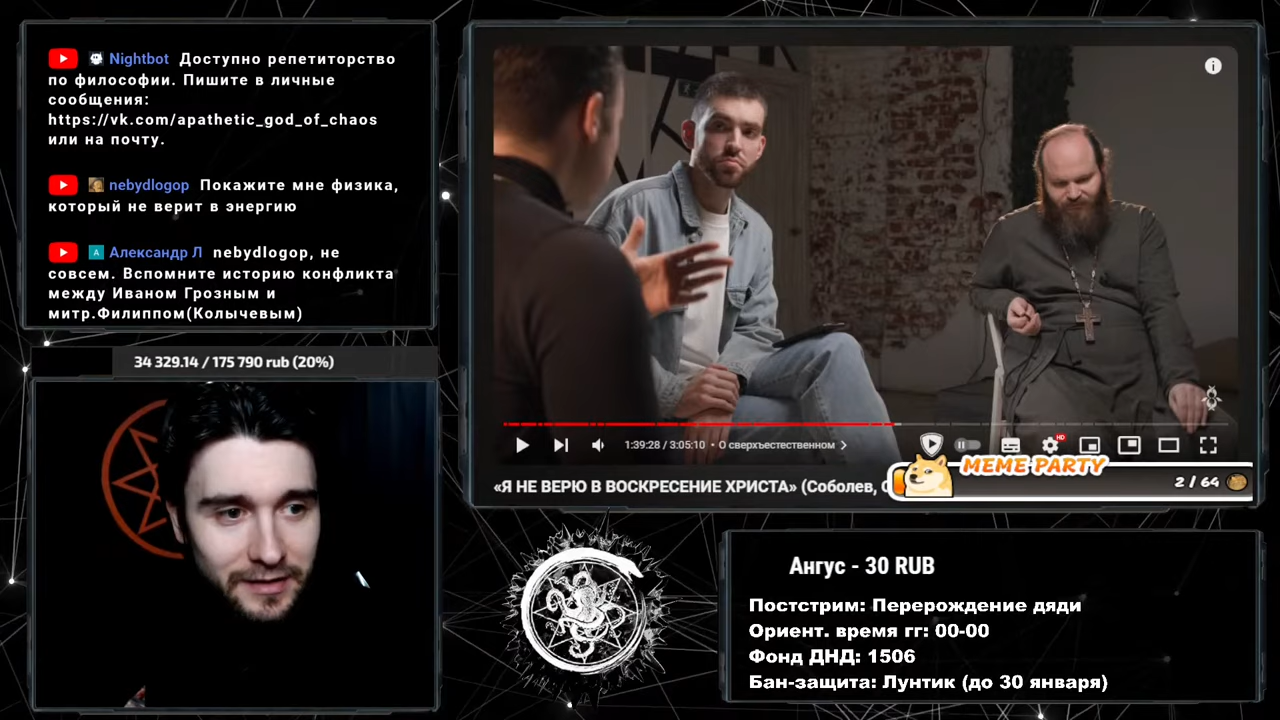 Nightbot Доступно репетиторство
по философии. Пишите в личные
сообщения:
https://vk.com/apathetic_god_of_chaos
или на почту.
nebydlogop Покажите мне физика,
который не верит в энергию
А Александр Л nebydlogop, не
совсем. Вспомните историю конфликта
между Иваном Грозным и
митр.Филиппом(Колычевым)
34 329.14 / 175 790 rub (20%)
1:39:28 / 3:05:10 • О сверхъестественном
HD
«Я НЕ ВЕРЮ В ВОСКРЕСЕНИЕ ХРИСТА» (Соболев,
MEME PARTY
2 / 64
Ангус - 30 RUB
Постстрим: Перерождение дяди
Ориент. время гг: 00-00
Фонд ДНД: 1506
Бан-защита: Лунтик (до 30 января)